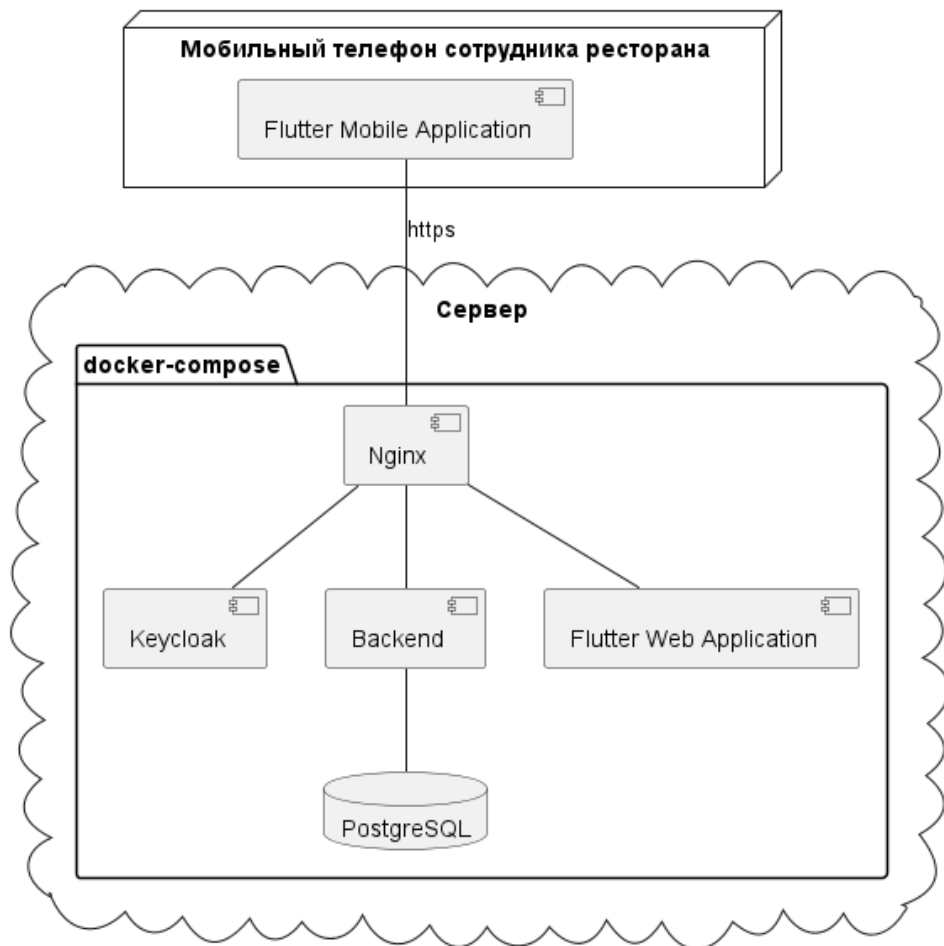 Мобильный телефон сотрудника ресторана
Flutter Mobile Application
https
Сервер
docker-compose
Nginx
Keycloak
Backend
Flutter Web Application
PostgreSQL